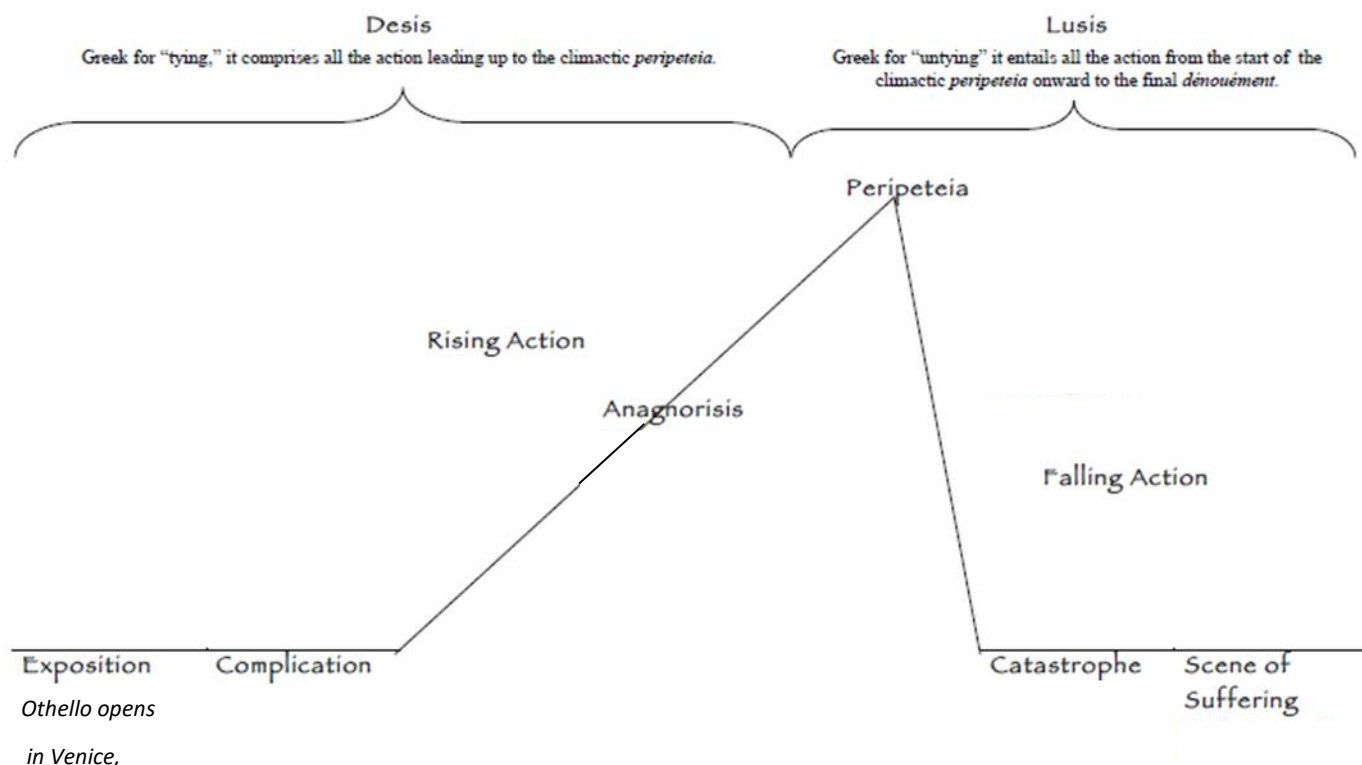 Desis
Greek for “tying,” it comprises all the action leading up to the climactic peripeteia.
Lusis
Greek for “untying” it entails all the action from the start of the
climactic peripeteia onward to the final dénouément.
Peripeteia
Rising Action
Anagnorisis
Falling Action
Exposition
Complication
Catastrophe
Scene of
Suffering
Othello opens
in Venice,